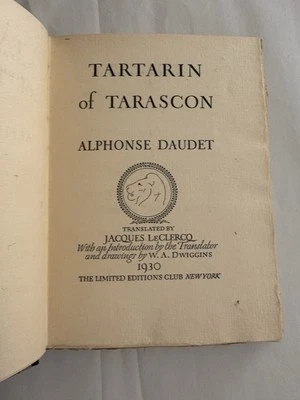 TARTARIN
of TARASCON
ALPHONSE DAUDET
TRANSLATED BY
JACQUES LECLERCQ
With an Introduction by the Translator
and drawings by W. A. DWIGGINS
1930
THE LIMITED EDITIONS CLUB NEW YORK